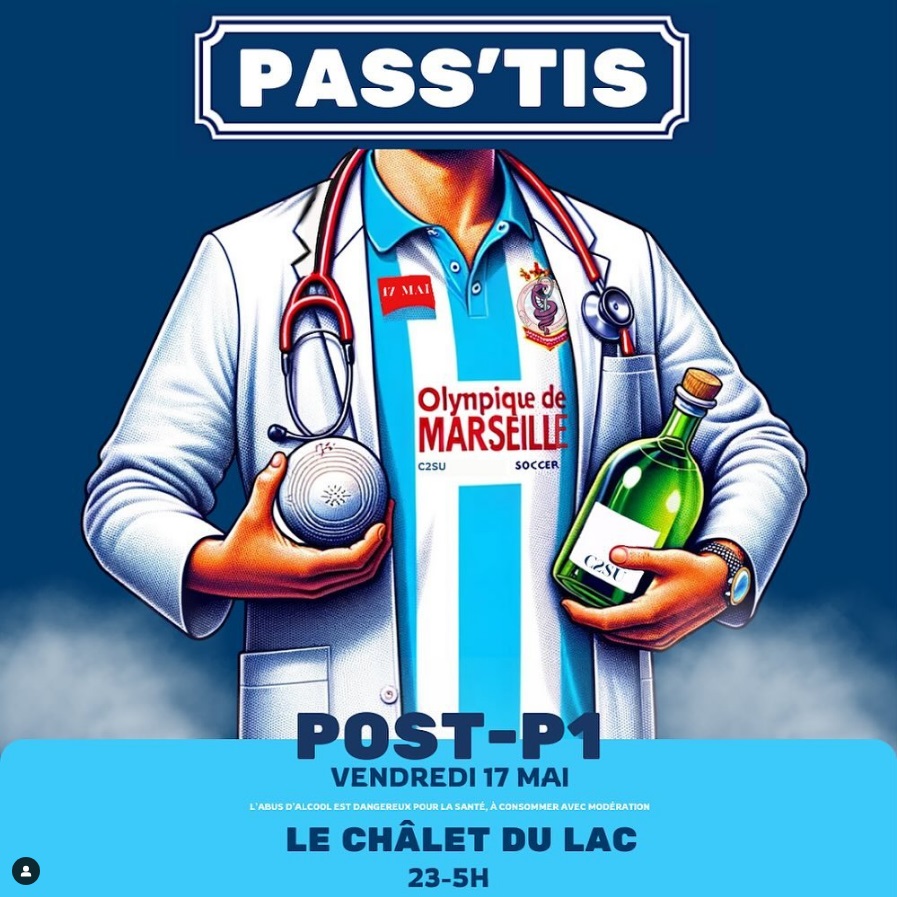 PASS'TIS
17 MAI
Olympique de
MARSEILLE
C2SU SOCCER
C2SU
POST-P1
VENDREDI 17 MAI
L'ABUS D'ALCOOL EST DANGEREUX POUR LA SANTÉ, À CONSOMMER AVEC MODÉRATION
LE CHÂLET DU LAC
23-5H